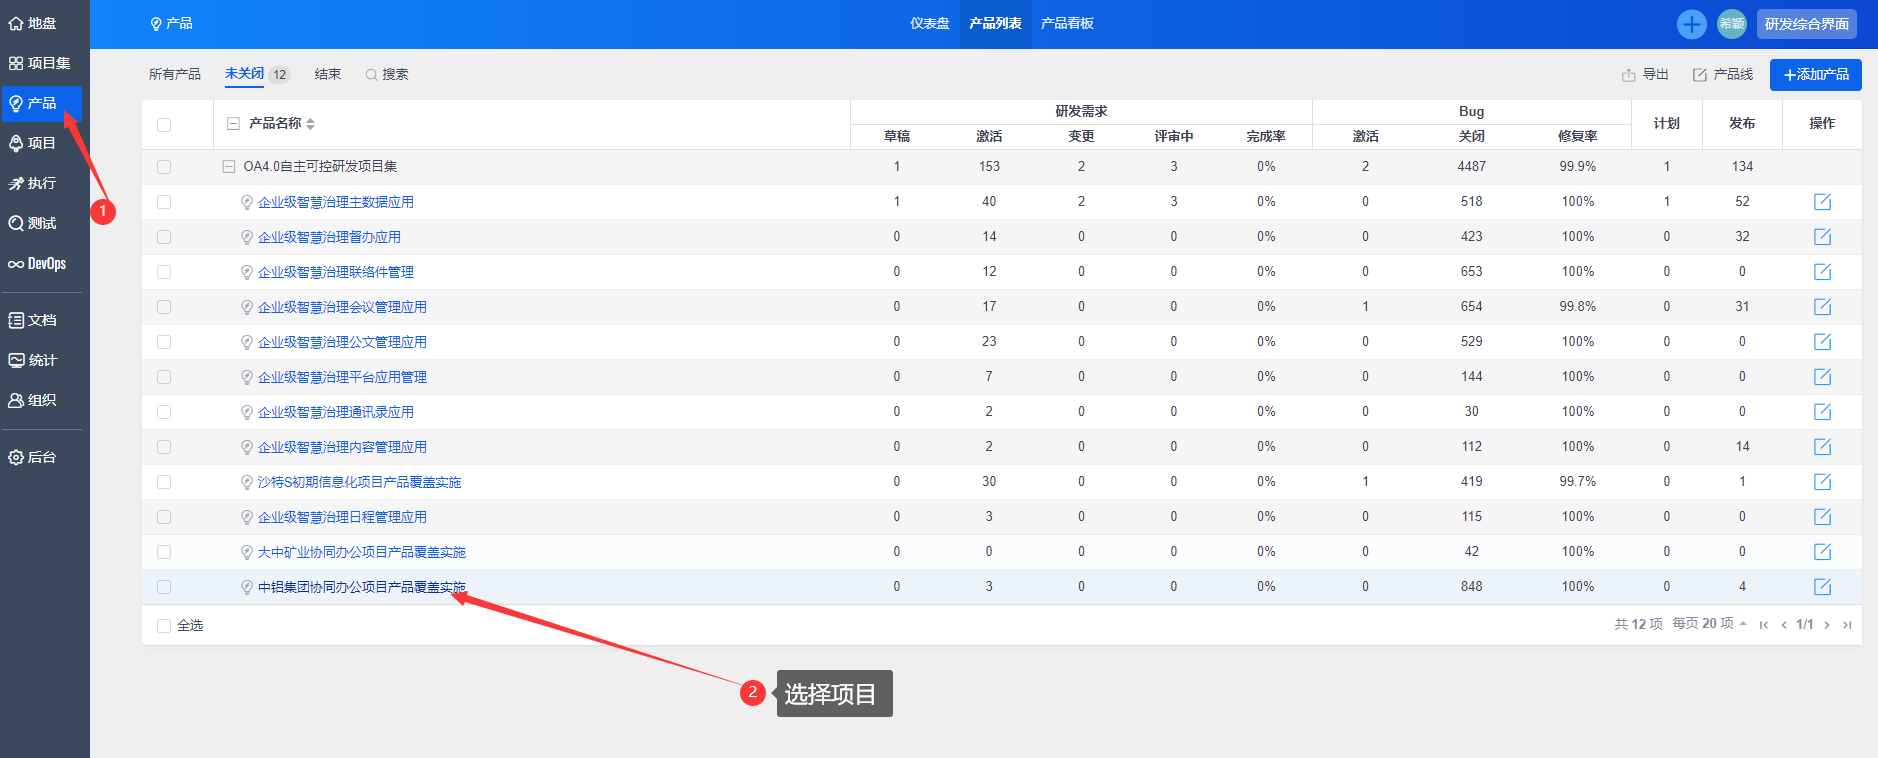 地盘
项目集
产品
项目
执行
测试
DevOps
文档
统计
组织
后台
产品
仪表盘 产品列表 产品看板
希颖 研发综合界面
所有产品 未关闭 12 结束 搜索
导出 产品线 +添加产品
产品名称 研发需求 Bug 计划 发布 操作
草稿 激活 变更 评审中 完成率 激活 关闭 修复率
OA4.0自主可控研发项目集 1 153 2 3 0% 2 4487 99.9% 1 134
企业级智慧治理主数据应用 1 40 2 3 0% 0 518 100% 1 52
企业级智慧治理督办应用 0 14 0 0 0% 0 423 100% 0 32
企业级智慧治理联络件管理 0 12 0 0 0% 0 653 100% 0 0
企业级智慧治理会议管理应用 0 17 0 0 0% 1 654 99.8% 0 31
企业级智慧治理公文管理应用 0 23 0 0 0% 0 529 100% 0 0
企业级智慧治理平台应用管理 0 7 0 0 0% 0 144 100% 0 0
企业级智慧治理通讯录应用 0 2 0 0 0% 0 30 100% 0 0
企业级智慧治理内容管理应用 0 2 0 0 0% 0 112 100% 0 14
沙特S初期信息化项目产品覆盖实施 0 30 0 0 0% 1 419 99.7% 0 1
企业级智慧治理日程管理应用 0 3 0 0 0% 0 115 100% 0 0
大中矿业协同办公项目产品覆盖实施 0 0 0 0 0% 0 42 100% 0 0
中铝集团协同办公项目产品覆盖实施 0 3 0 0 0% 0 848 100% 0 4
全选
共 12 项 每页 20 项 1/1
1
2 选择项目